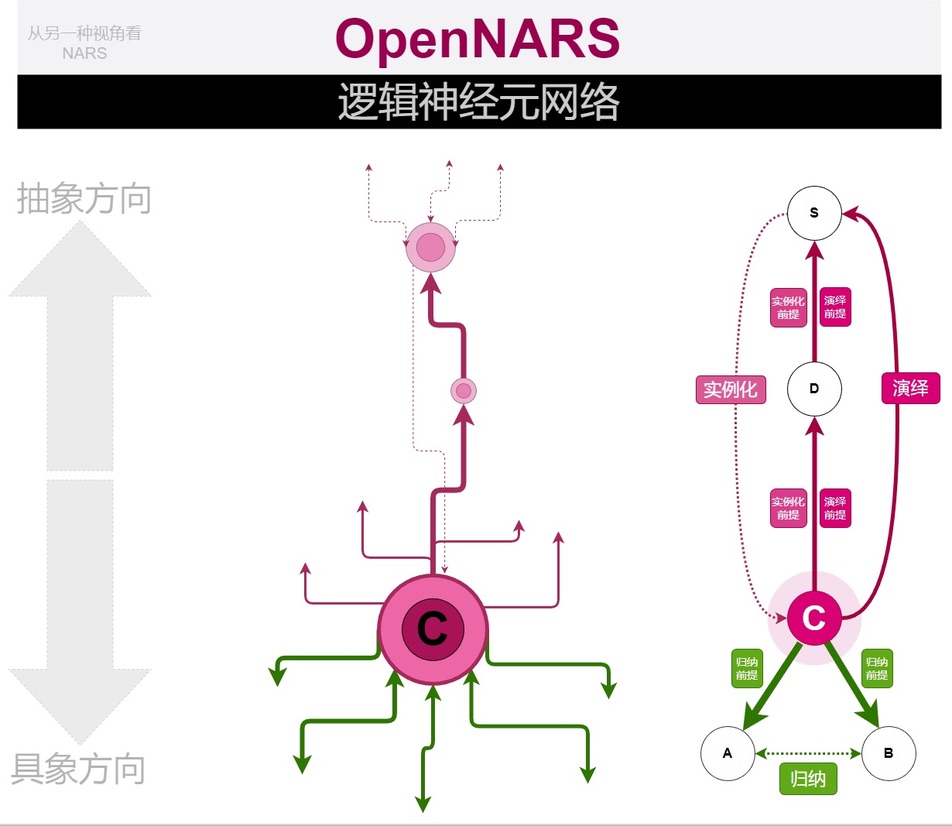 从另一种视角看
NARS
OpenNARS
逻辑神经元网络
抽象方向
具象方向
C
S
实例化
前提
演绎
前提
实例化
D
演绎
实例化
前提
演绎
前提
C
归纳
前提
归纳
前提
A
B
归纳